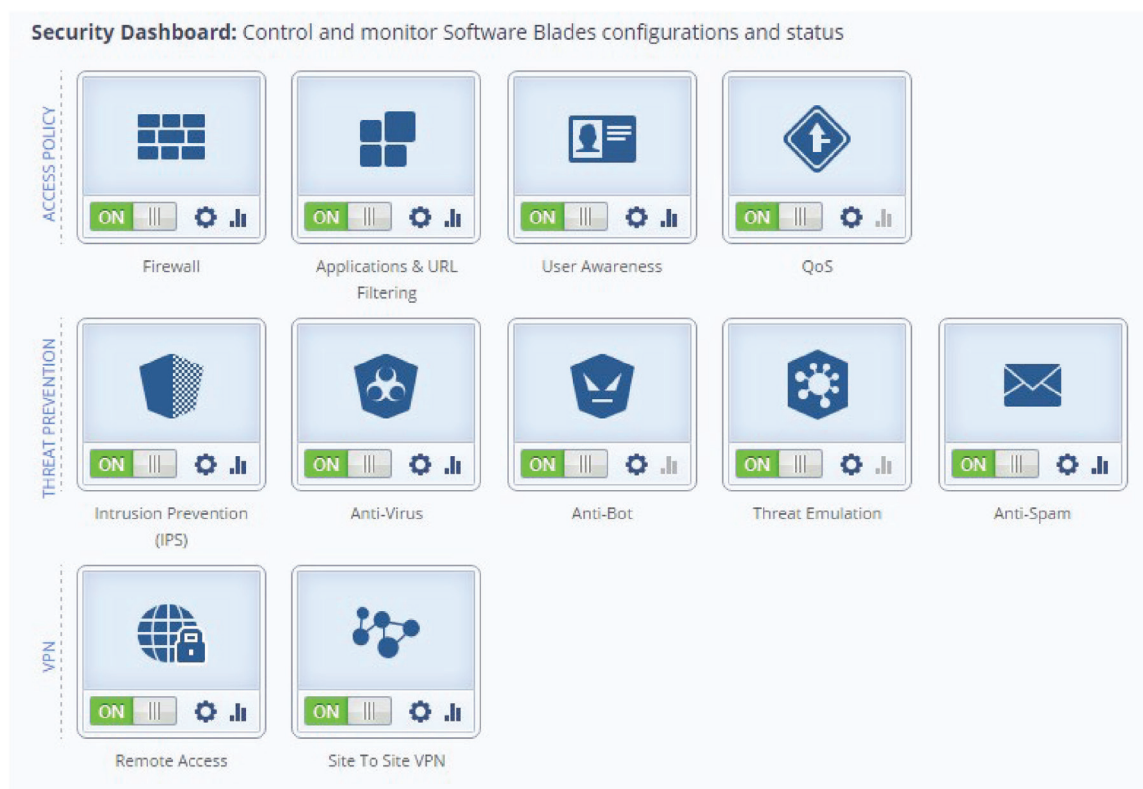 Security Dashboard: Control and monitor Software Blades configurations and status
ACCESS POLICY
ON
ON
ON
ON
Firewall
Applications & URL
Filtering
User Awareness
QoS
THREAT PREVENTION
ON
ON
ON
ON
ON
Intrusion Prevention
(IPS)
Anti-Virus
Anti-Bot
Threat Emulation
Anti-Spam
VPN
ON
ON
Remote Access
Site To Site VPN